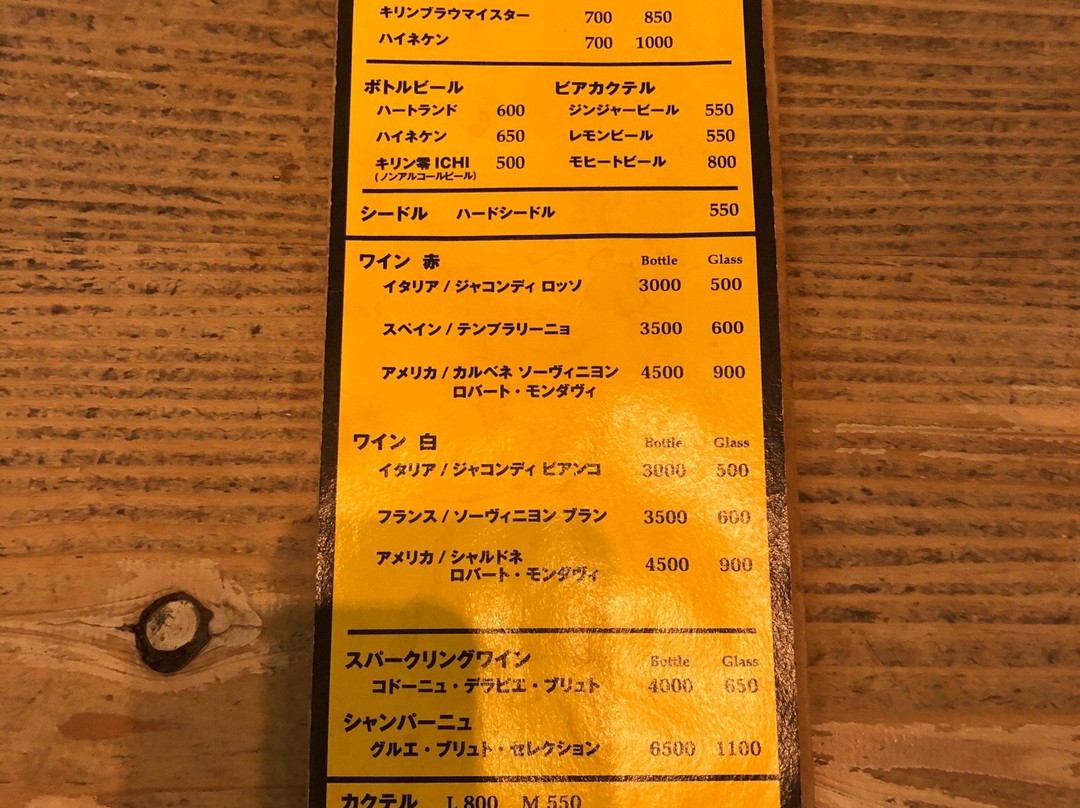 キリンブラウマイスター 700 850
ハイネケン 700 1000
ボトルビール ビアカクテル
ハートランド 600 ジンジャービール 550
ハイネケン 650 レモンビール 550
キリン零ICHI 500 モヒートビール 800
(ノンアルコールビール)
シードル ハードシードル 550
ワイン 赤 Bottle Glass
イタリア / ジャコンディ ロッソ 3000 500
スペイン / テンプラリーニョ 3500 600
アメリカ / カルベネ ソーヴィニヨン 4500 900
ロバート・モンダヴィ
ワイン 白 Bottle Glass
イタリア / ジャコンディ ビアンコ 3000 500
フランス / ソーヴィニヨン ブラン 3500 600
アメリカ / シャルドネ
ロバート・モンダヴィ 4500 900
スパークリングワイン Bottle Glass
コドーニュ・デラピエ・ブリュト 4000 650
シャンパーニュ
グルエ・ブリュト・セレクション 6500 1100
カクテル L 800 M 550